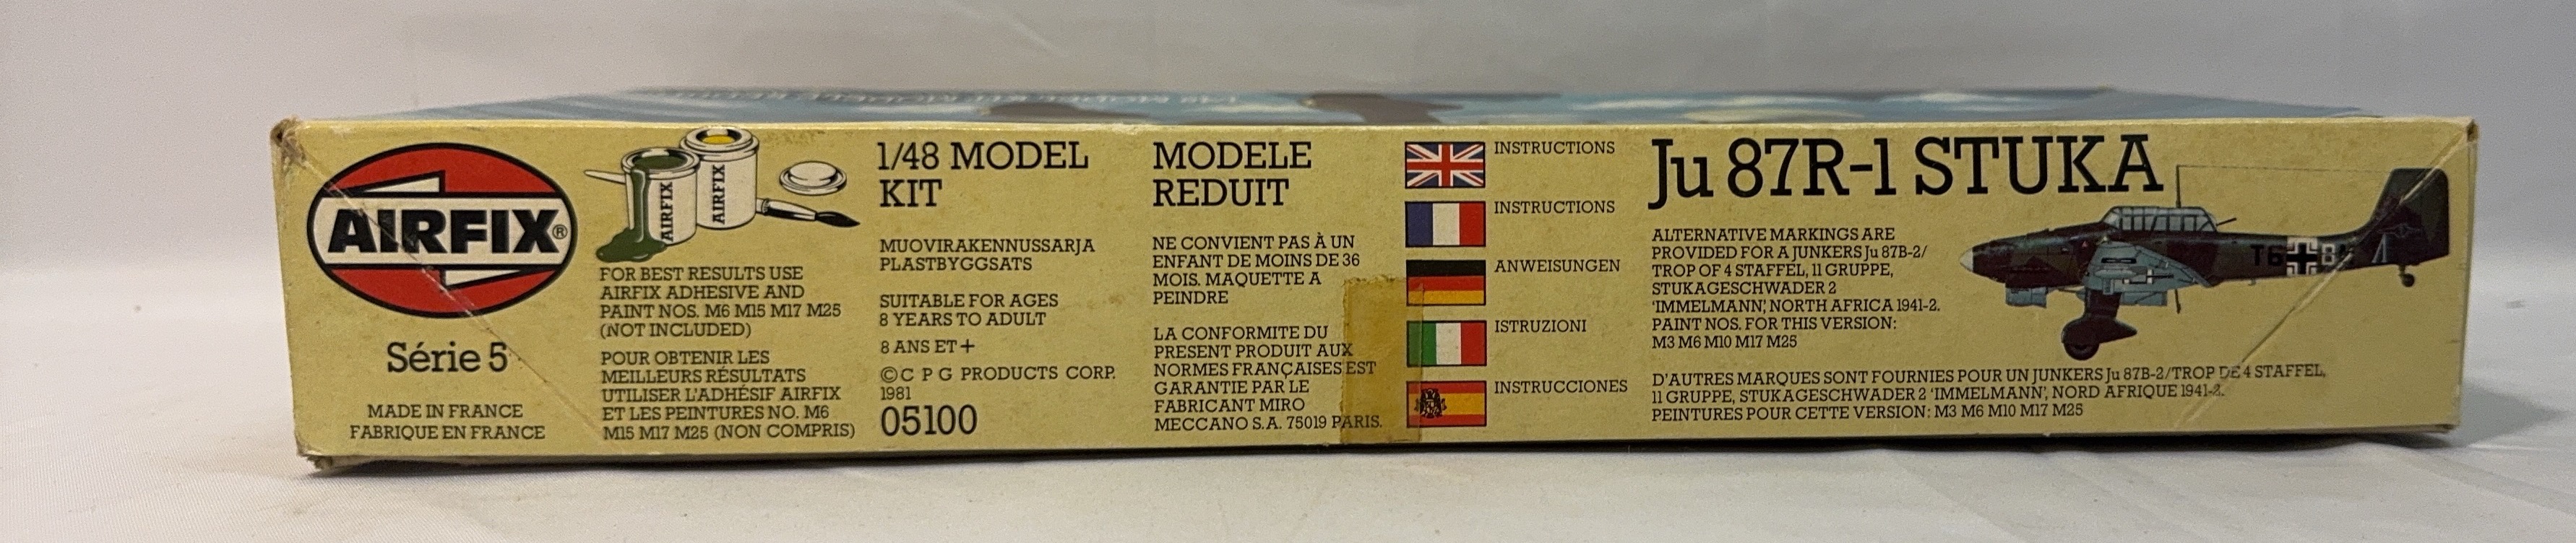 AIRFIX®
Série 5
MADE IN FRANCE
FABRIQUE EN FRANCE
AIRFIX
AIRFIX
FOR BEST RESULTS USE
AIRFIX ADHESIVE AND
PAINT NOS. M6 M15 M17 M25
(NOT INCLUDED)
POUR OBTENIR LES
MEILLEURS RÉSULTATS
UTILISER L'ADHÉSIF AIRFIX
ET LES PEINTURES NO. M6
M15 M17 M25 (NON COMPRIS)
1/48 MODEL
KIT
MUOVIRAKENNUSSARJA
PLASTBYGGSATS
SUITABLE FOR AGES
8 YEARS TO ADULT
8 ANS ET+
©C P G PRODUCTS CORP.
1981
05100
MODELE
REDUIT
NE CONVIENT PAS À UN
ENFANT DE MOINS DE 36
MOIS. MAQUETTE A
PEINDRE
LA CONFORMITE DU
PRESENT PRODUIT AUX
NORMES FRANÇAISES EST
GARANTIE PAR LE
FABRICANT MIRO
MECCANO S.A. 75019 PARIS.
INSTRUCTIONS
INSTRUCTIONS
ANWEISUNGEN
ISTRUZIONI
INSTRUCCIONES
Ju 87R-1 STUKA
ALTERNATIVE MARKINGS ARE
PROVIDED FOR A JUNKERS Ju 87B-2/
TROP OF 4 STAFFEL, 11 GRUPPE,
STUKAGESCHWADER 2
'IMMELMANN', NORTH AFRICA 1941-2.
PAINT NOS. FOR THIS VERSION:
M3 M6 M10 M17 M25
T6
D'AUTRES MARQUES SONT FOURNIES POUR UN JUNKERS Ju 87B-2/TROP DE 4 STAFFEL,
11 GRUPPE, STUKAGESCHWADER 2 'IMMELMANN', NORD AFRIQUE 1941-2.
PEINTURES POUR CETTE VERSION: M3 M6 M10 M17 M25